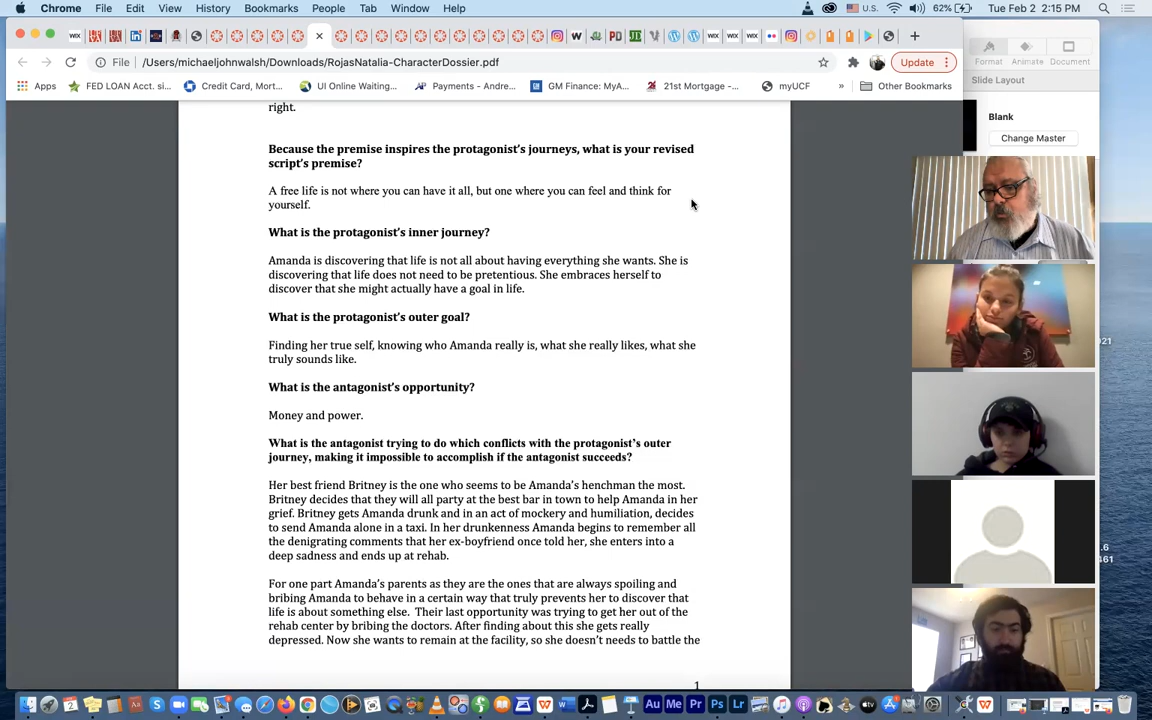 Chrome File Edit View History Bookmarks People Tab Window Help U.S. 62% Tue Feb 2 2:15 PM
File /Users/michaeljohnwalsh/Downloads/RojasNatalia-CharacterDossier.pdf Update
Format Animate Document
Slide Layout
Apps FED LOAN Acct. si... Credit Card, Mort... UI Online Waiting... Payments - Andre... GM Finance: MyA... 21st Mortgage -... myUCF » Other Bookmarks
Blank
Change Master
right.
Because the premise inspires the protagonist's journeys, what is your revised
script's premise?
A free life is not where you can have it all, but one where you can feel and think for
yourself.
What is the protagonist's inner journey?
Amanda is discovering that life is not all about having everything she wants. She is
discovering that life does not need to be pretentious. She embraces herself to
discover that she might actually have a goal in life.
What is the protagonist's outer goal?
Finding her true self, knowing who Amanda really is, what she really likes, what she
truly sounds like.
What is the antagonist's opportunity?
Money and power.
What is the antagonist trying to do which conflicts with the protagonist's outer
journey, making it impossible to accomplish if the antagonist succeeds?
Her best friend Britney is the one who seems to be Amanda's henchman the most.
Britney decides that they will all party at the best bar in town to help Amanda in her
grief. Britney gets Amanda drunk and in an act of mockery and humiliation, decides
to send Amanda alone in a taxi. In her drunkenness Amanda begins to remember all
the denigrating comments that her ex-boyfriend once told her, she enters into a
deep sadness and ends up at rehab.
For one part Amanda's parents as they are the ones that are always spoiling and
bribing Amanda to behave in a certain way that truly prevents her to discover that
life is about something else. Their last opportunity was trying to get her out of the
rehab center by bribing the doctors. After finding about this she gets really
depressed. Now she wants to remain at the facility, so she doesn't needs to battle the
1
021
.6
461
Au Me Pr Ps Lr